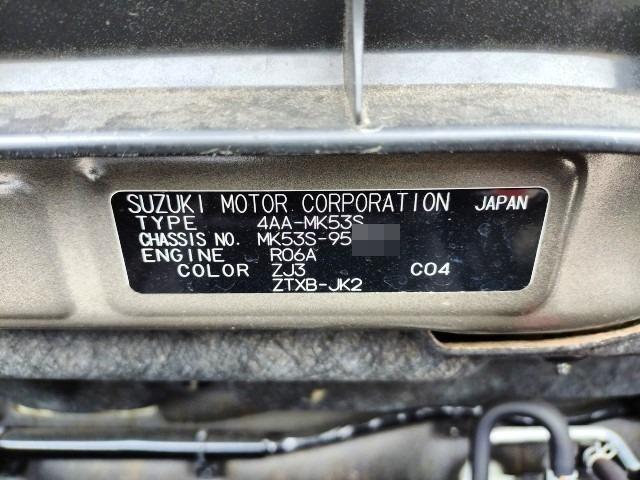 SUZUKI MOTOR CORPORATION JAPAN
TYPE 4AA-MK53S
CHASSIS NO. MK53S-95
ENGINE R06A
COLOR ZJ3 C04
ZTXB-JK2